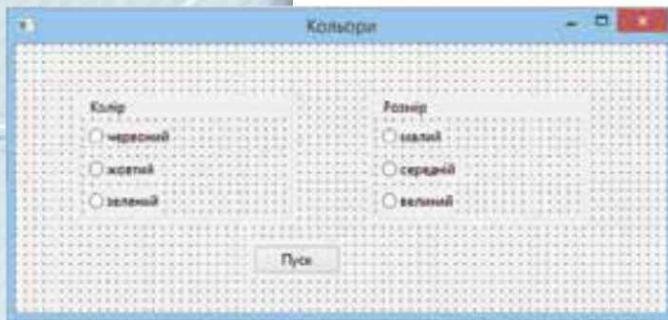 Кольори
Колір
червоний
жовтий
зелений
Розмір
малий
середній
великий
Пуск